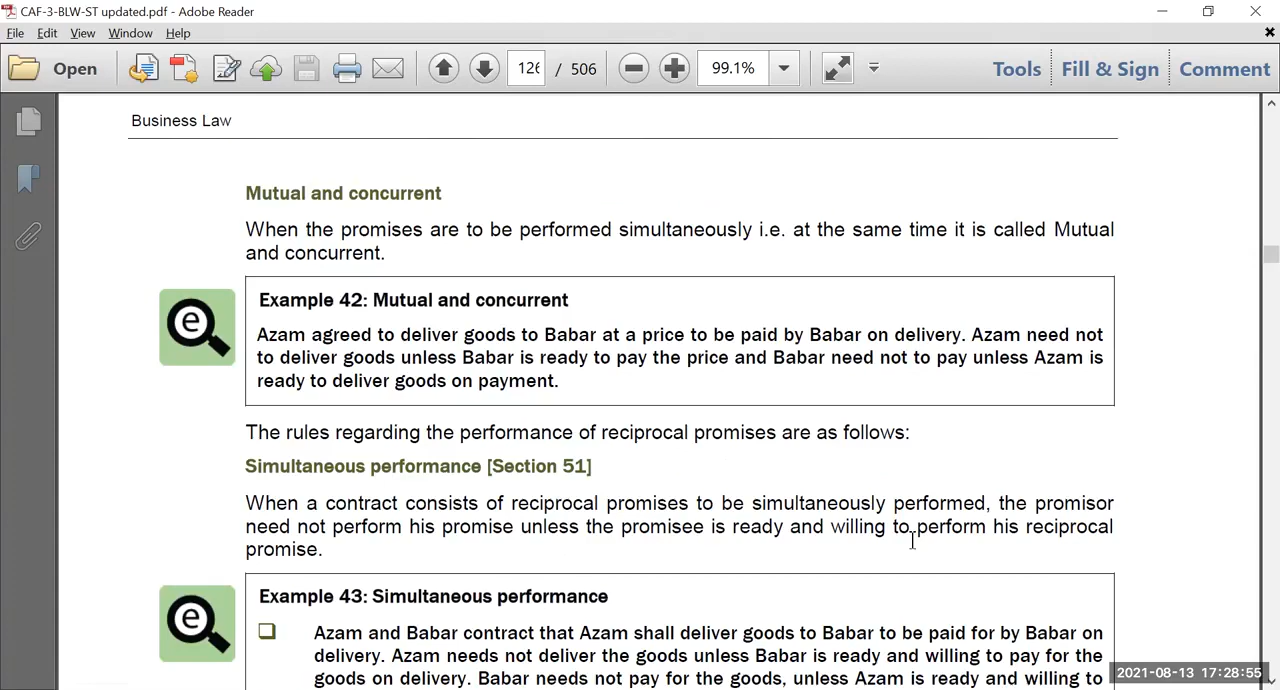 CAF-3-BLW-ST updated.pdf - Adobe Reader
File Edit View Window Help
Open 126 / 506 99.1% Tools Fill & Sign Comment
Business Law
Mutual and concurrent
When the promises are to be performed simultaneously i.e. at the same time it is called Mutual
and concurrent.
Example 42: Mutual and concurrent
Azam agreed to deliver goods to Babar at a price to be paid by Babar on delivery. Azam need not
to deliver goods unless Babar is ready to pay the price and Babar need not to pay unless Azam is
ready to deliver goods on payment.
The rules regarding the performance of reciprocal promises are as follows:
Simultaneous performance [Section 51]
When a contract consists of reciprocal promises to be simultaneously performed, the promisor
need not perform his promise unless the promisee is ready and willing to perform his reciprocal
promise.
Example 43: Simultaneous performance
Azam and Babar contract that Azam shall deliver goods to Babar to be paid for by Babar on
delivery. Azam needs not deliver the goods unless Babar is ready and willing to pay for the
goods on delivery. Babar needs not pay for the goods, unless Azam is ready and willing to
2021-08-13 17:28:55